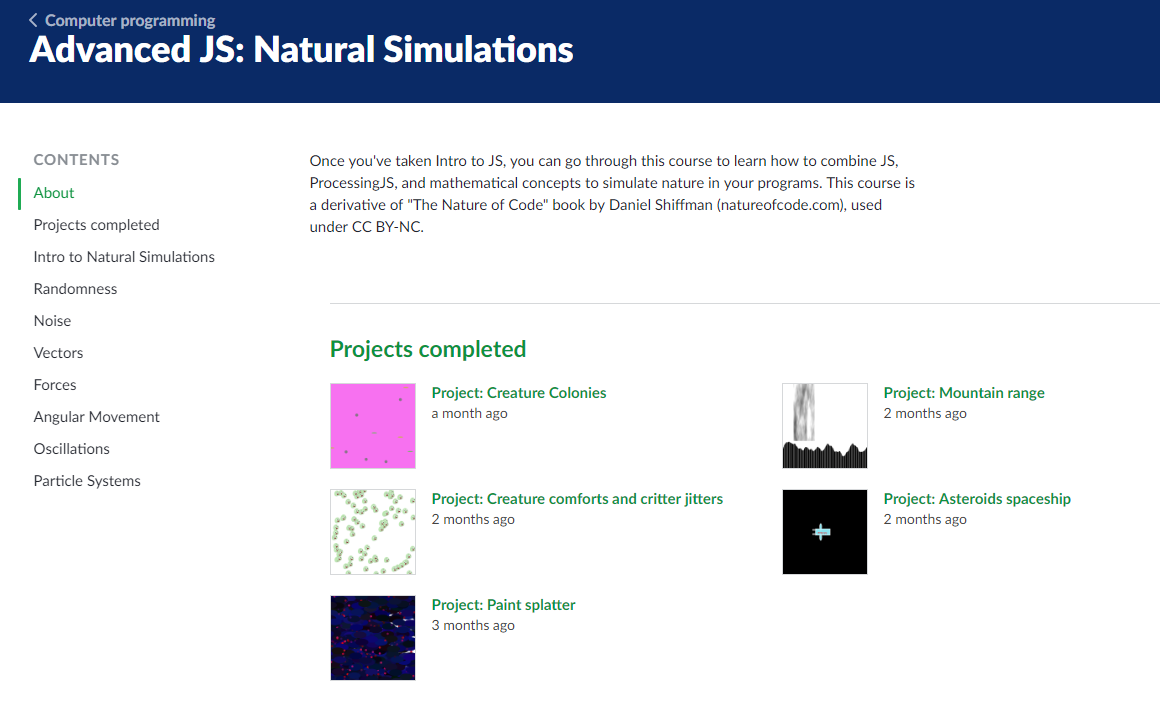 Computer programming
Advanced JS: Natural Simulations
CONTENTS
About
Projects completed
Intro to Natural Simulations
Randomness
Noise
Vectors
Forces
Angular Movement
Oscillations
Particle Systems
Once you've taken Intro to JS, you can go through this course to learn how to combine JS,
ProcessingJS, and mathematical concepts to simulate nature in your programs. This course is
a derivative of "The Nature of Code" book by Daniel Shiffman (natureofcode.com), used
under CC BY-NC.
Projects completed
Project: Creature Colonies
a month ago
Project: Mountain range
2 months ago
Project: Creature comforts and critter jitters
2 months ago
Project: Asteroids spaceship
2 months ago
Project: Paint splatter
3 months ago